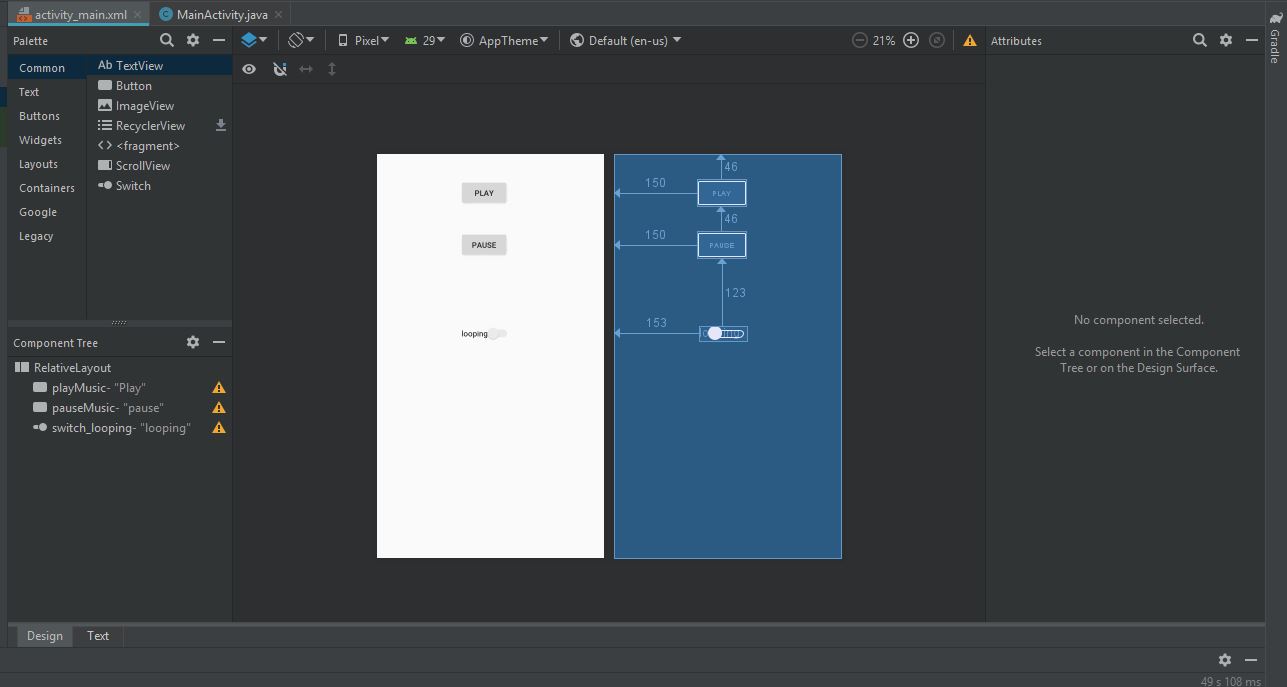 activity_main.xml
MainActivity.java
Palette
Pixel
29
AppTheme
Default (en-us)
21%
Attributes
Common
Text
Buttons
Widgets
Layouts
Containers
Google
Legacy
Ab TextView
Button
ImageView
RecyclerView
<fragment>
ScrollView
Switch
PLAY
PAUSE
looping
46
150
PLAY
46
150
PAUSE
123
153
Component Tree
RelativeLayout
playMusic- "Play"
pauseMusic- "pause"
switch_looping- "looping"
No component selected.
Select a component in the Component
Tree or on the Design Surface.
Design
Text
Gradle
49 s 108 ms